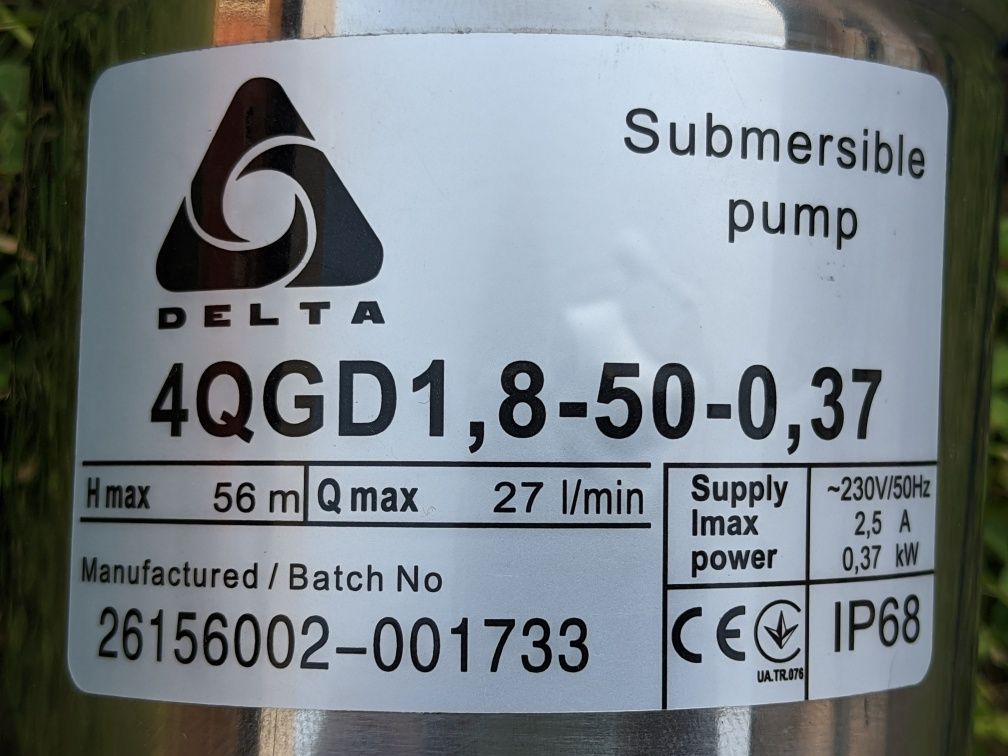 DELTA
Submersible
pump
4QGD1,8-50-0,37
H max 56 m Q max 27 l/min
Manufactured / Batch No
26156002-001733
Supply ~230V/50Hz
Imax 2,5 A
power 0,37 kW
CE
UA.TR.076
IP68